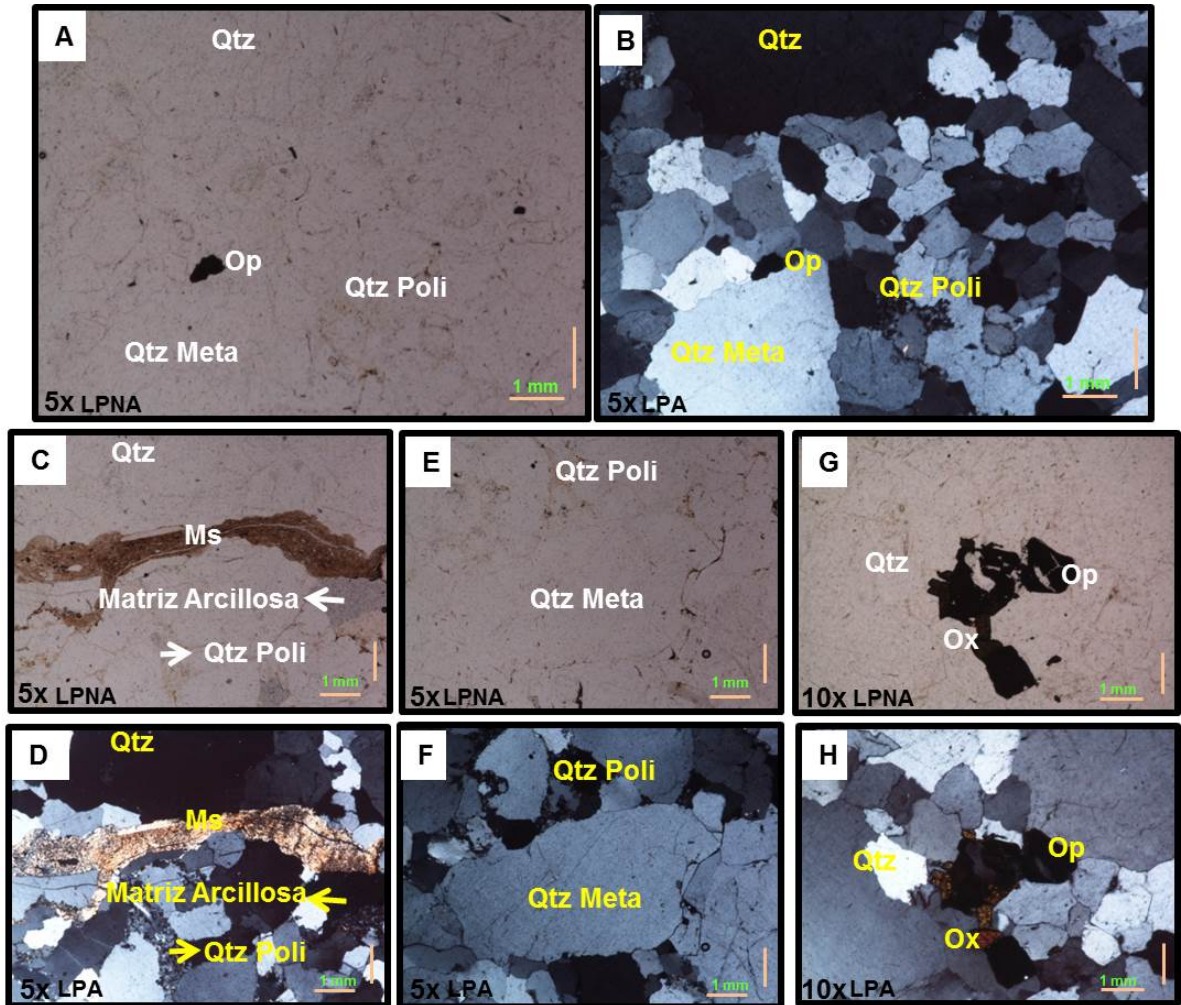 A
Qtz
Op
Qtz Poli
Qtz Meta
5x LPNA
1 mm
B
Qtz
Op
Qtz Poli
Qtz Meta
5x LPA
1 mm
C
Qtz
Ms
Matriz Arcillosa
Qtz Poli
5x LPNA
1 mm
E
Qtz Poli
Qtz Meta
5x LPNA
1 mm
G
Qtz
Op
Ox
10x LPNA
1 mm
D
Qtz
Ms
Matriz Arcillosa
Qtz Poli
5x LPA
1 mm
F
Qtz Poli
Qtz Meta
5x LPA
1 mm
H
Qtz
Op
Ox
10x LPA
1 mm